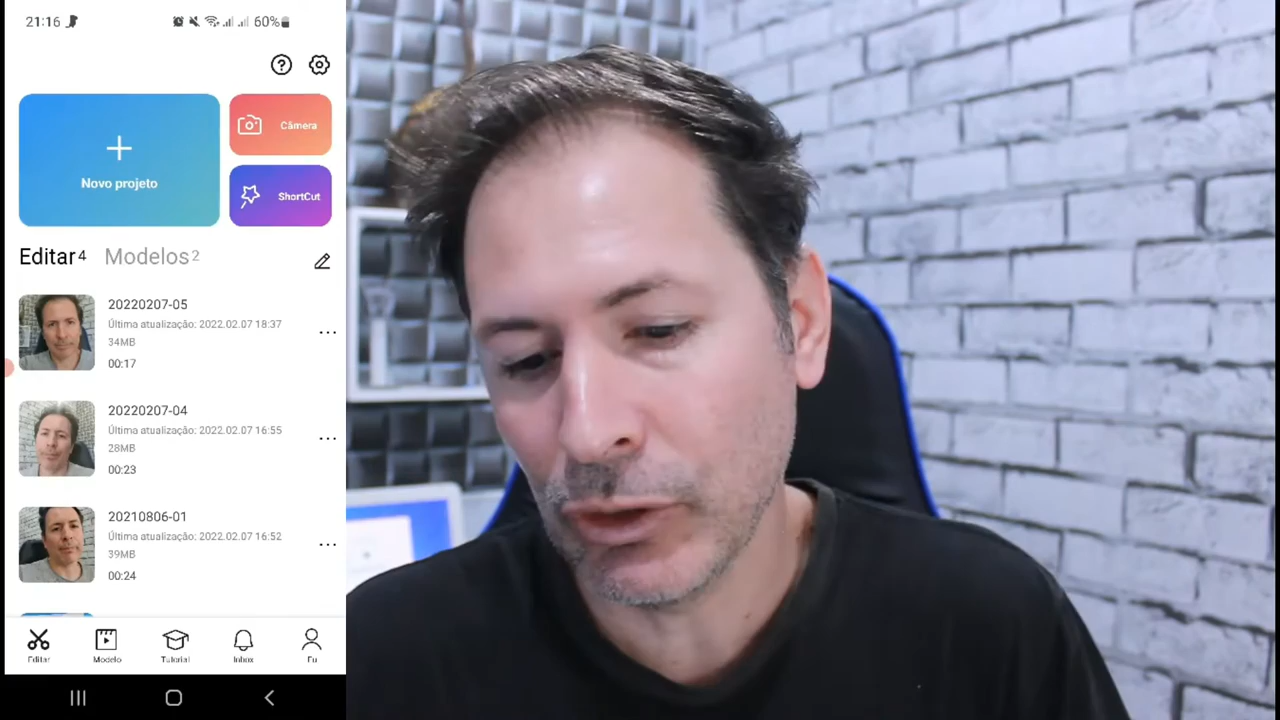 21:16
60%
Câmera
Novo projeto
ShortCut
Editar4 Modelos2
20220207-05
Última atualização: 2022.02.07 18:37
34MB
00:17
20220207-04
Última atualização: 2022.02.07 16:55
28MB
00:23
20210806-01
Última atualização: 2022.02.07 16:52
39MB
00:24
Editar Modelo Tutorial Inbox Eu